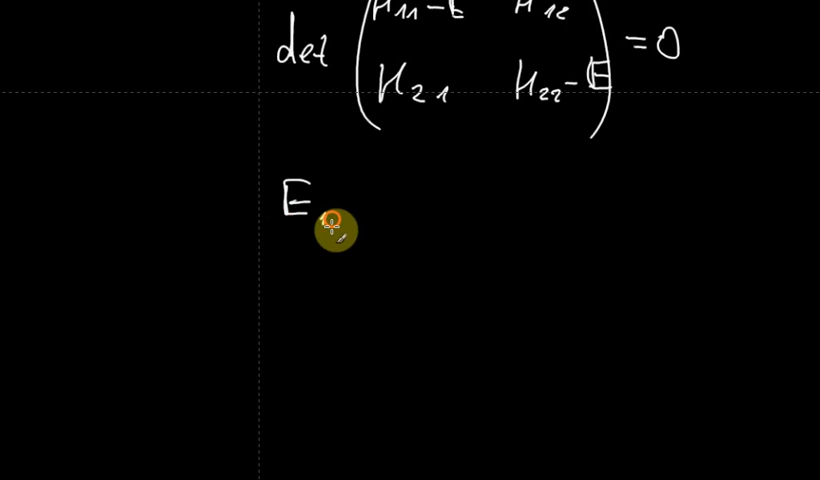 H11-E H12
det = 0
H21 H22-E
E